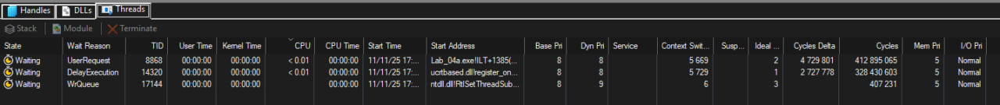 Handles DLLs Threads
Stack Module Terminate
State Wait Reason TID User Time Kernel Time CPU CPU Time Start Time Start Address Base Pri Dyn Pri Service Context Swit... Susp... Ideal ... Cycles Delta Cycles Mem Pri I/O Pri
Waiting UserRequest 8868 00:00:00 00:00:00 < 0.01 00:00:00 11/11/25 17:... Lab_04a.exe!ILT+1385(... 8 8 5 669 2 4 729 801 412 895 065 5 Normal
Waiting DelayExecution 14320 00:00:00 00:00:00 < 0.01 00:00:00 11/11/25 17:... ucrtbased.dll!register_on... 8 8 5 729 1 2 727 778 328 430 603 5 Normal
Waiting WrQueue 17144 00:00:00 00:00:00 00:00:00 11/11/25 17:... ntdll.dll!RtlSetThreadSub... 8 9 6 3 407 231 5 Normal